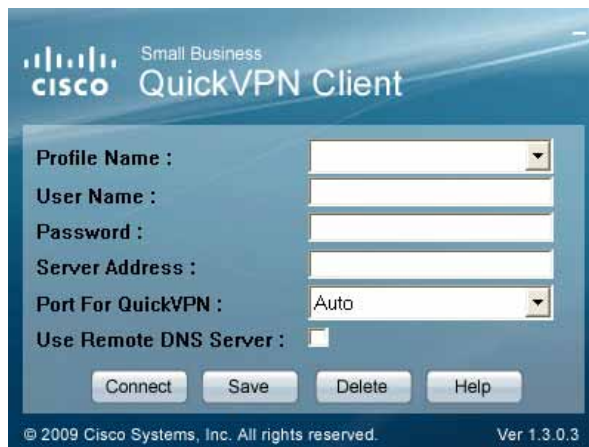 Small Business
CISCO QuickVPN Client
Profile Name :
User Name :
Password :
Server Address :
Port For QuickVPN : Auto
Use Remote DNS Server :
Connect Save Delete Help
© 2009 Cisco Systems, Inc. All rights reserved. Ver 1.3.0.3